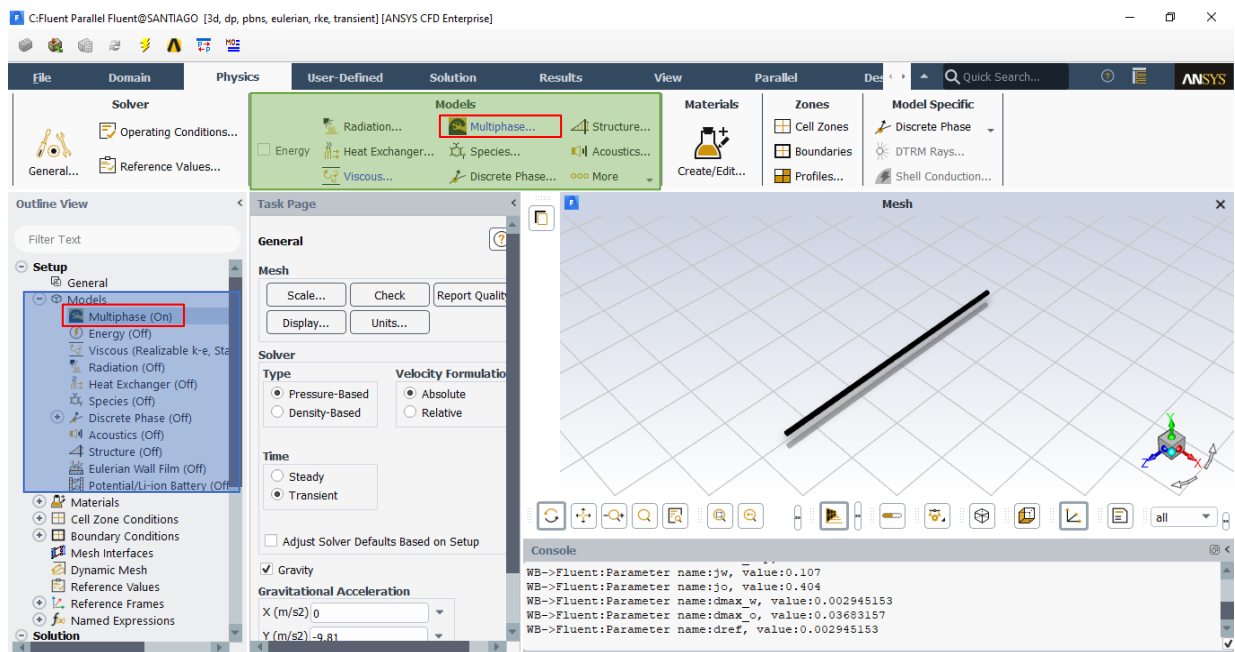 C:Fluent Parallel Fluent@SANTIAGO [3d, dp, pbns, eulerian, rke, transient] [ANSYS CFD Enterprise]
File Domain Physics User-Defined Solution Results View Parallel Quick Search... ANSYS
Solver
General...
Operating Conditions...
Reference Values...
Models
Energy
Radiation...
Heat Exchanger...
Viscous...
Multiphase...
Species...
Discrete Phase...
Structure...
Acoustics...
More
Materials
Create/Edit...
Zones
Cell Zones
Boundaries
Profiles...
Model Specific
Discrete Phase
DTRM Rays...
Shell Conduction...
Outline View
Filter Text
Setup
General
Models
Multiphase (On)
Energy (Off)
Viscous (Realizable k-e, Sta
Radiation (Off)
Heat Exchanger (Off)
Species (Off)
Discrete Phase (Off)
Acoustics (Off)
Structure (Off)
Eulerian Wall Film (Off)
Potential/Li-ion Battery (Off
Materials
Cell Zone Conditions
Boundary Conditions
Mesh Interfaces
Dynamic Mesh
Reference Values
Reference Frames
Named Expressions
Solution
Task Page
General
Mesh
Scale... Check Report Quality
Display... Units...
Solver
Type
Pressure-Based
Density-Based
Velocity Formulatio
Absolute
Relative
Time
Steady
Transient
Adjust Solver Defaults Based on Setup
Gravity
Gravitational Acceleration
X (m/s2) 0
Y (m/s2) -9.81
Mesh
Y
Z
X
all
Console
WB->Fluent:Parameter name:jw, value:0.107
WB->Fluent:Parameter name:jo, value:0.404
WB->Fluent:Parameter name:dmax_w, value:0.002945153
WB->Fluent:Parameter name:dmax_o, value:0.03683157
WB->Fluent:Parameter name:dref, value:0.002945153